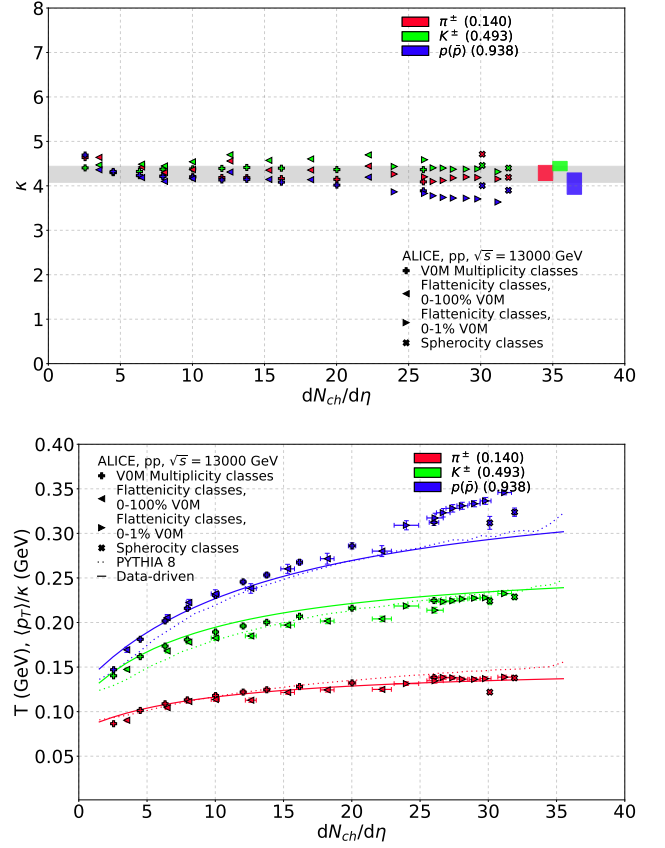 8
7
6
5
4
3
2
1
0
κ
π± (0.140)
K± (0.493)
p(p̄) (0.938)
ALICE, pp, √s = 13000 GeV
V0M Multiplicity classes
Flattenicity classes,
0-100% V0M
Flattenicity classes,
0-1% V0M
Spherocity classes
0 5 10 15 20 25 30 35 40
dN_ch/dη
0.40
0.35
0.30
0.25
0.20
0.15
0.10
0.05
T (GeV), ⟨p_T⟩/κ (GeV)
ALICE, pp, √s = 13000 GeV
V0M Multiplicity classes
Flattenicity classes,
0-100% V0M
Flattenicity classes,
0-1% V0M
Spherocity classes
PYTHIA 8
Data-driven
π± (0.140)
K± (0.493)
p(p̄) (0.938)
0 5 10 15 20 25 30 35 40
dN_ch/dη